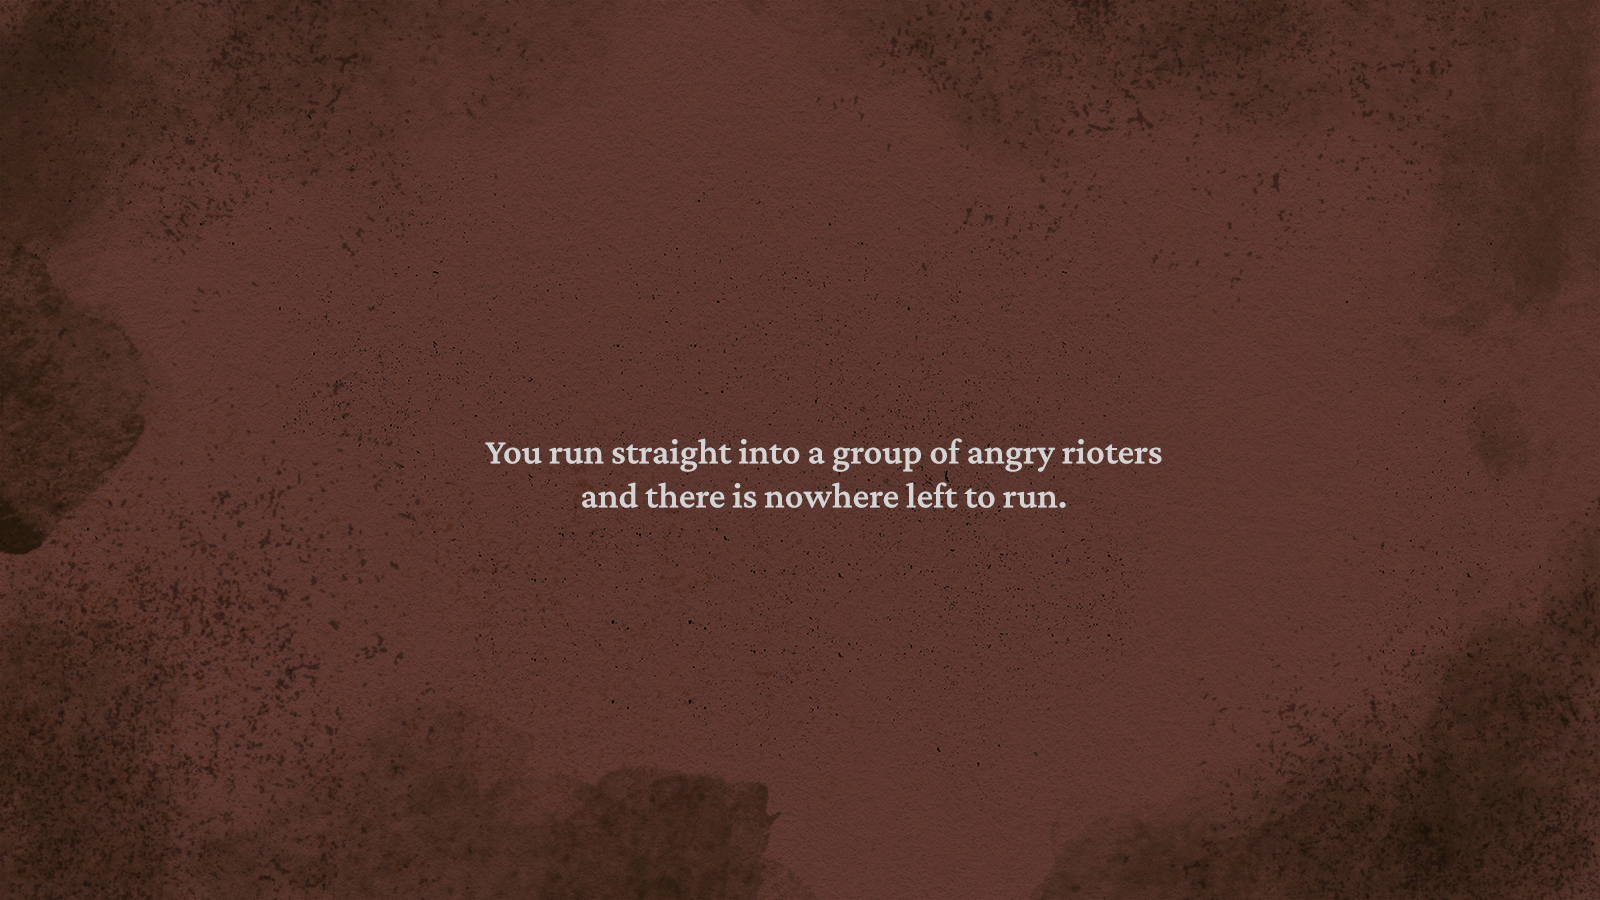 You run straight into a group of angry rioters
and there is nowhere left to run.